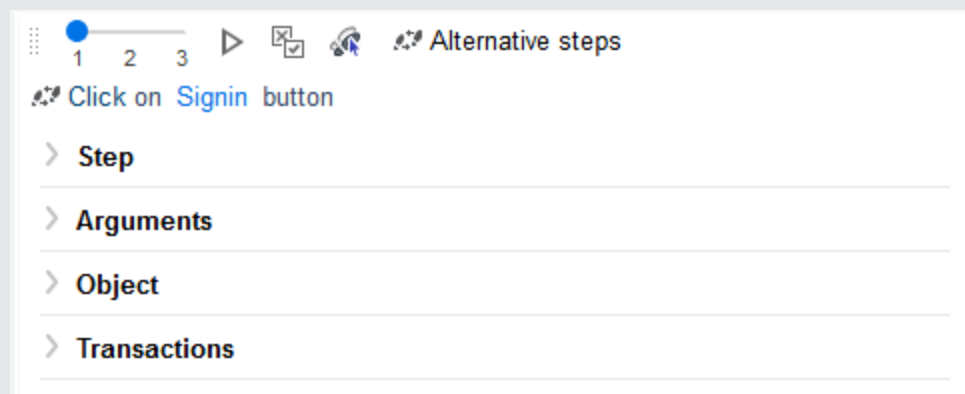 1 2 3 Alternative steps
Click on Signin button
Step
Arguments
Object
Transactions